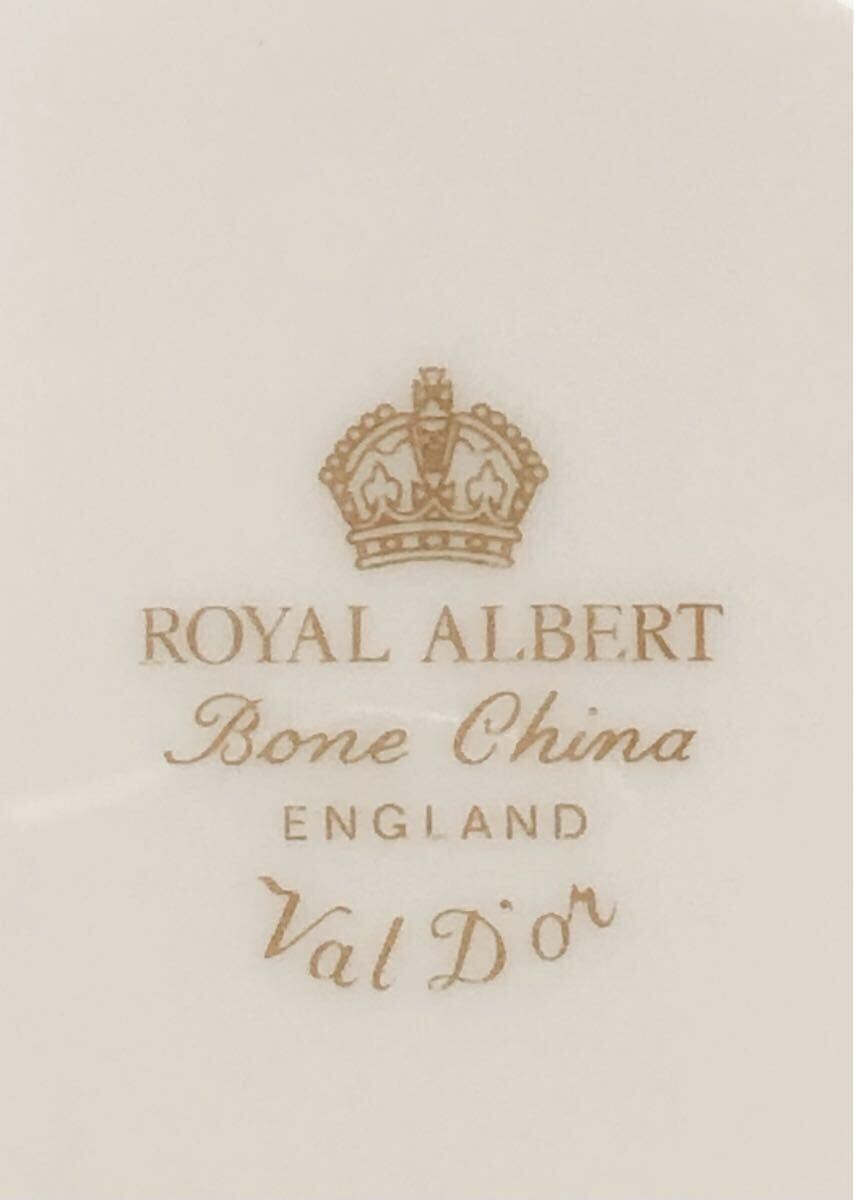 ROYAL ALBERT
Bone China
ENGLAND
Val D'or